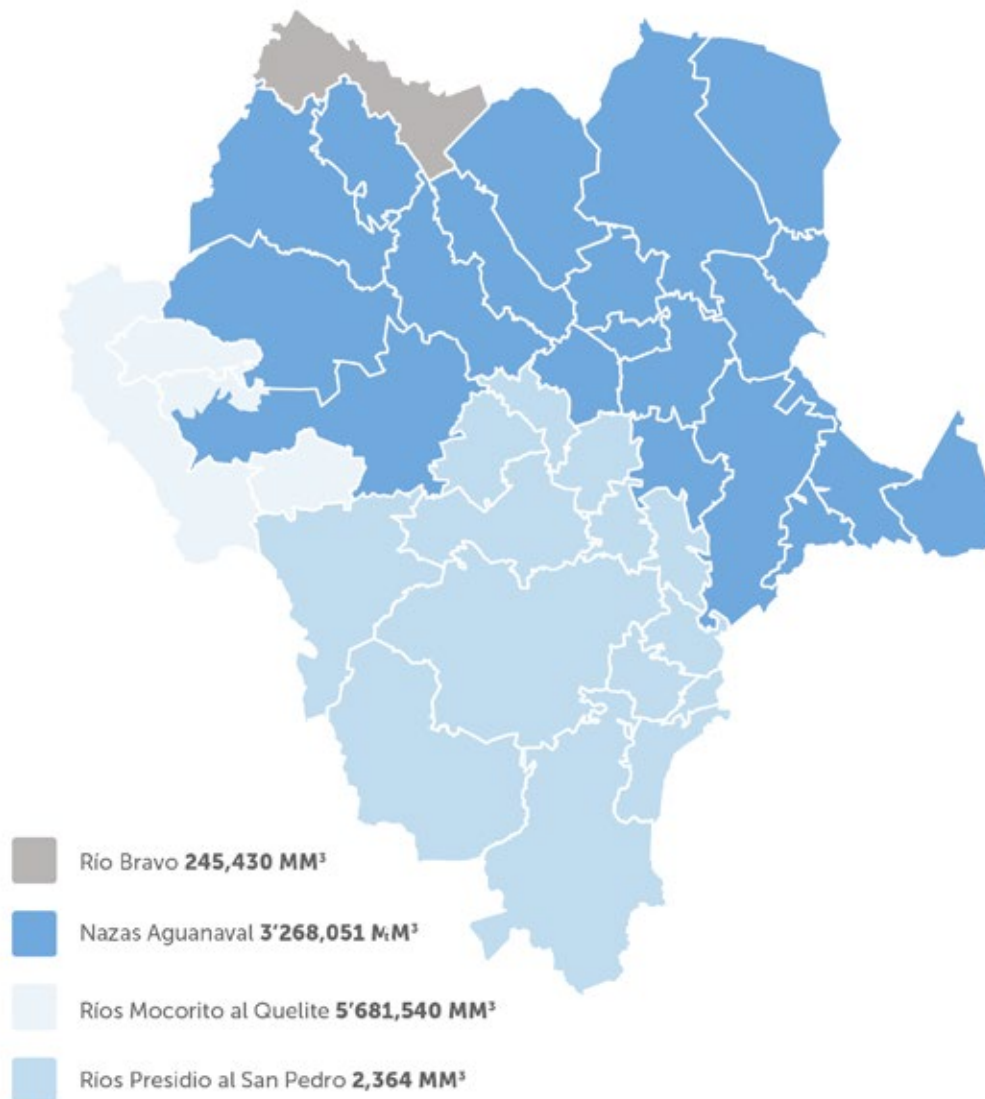 Río Bravo 245,430 MM³
Nazas Aguanaval 3'268,051 MM³
Ríos Mocorito al Quelite 5'681,540 MM³
Ríos Presidio al San Pedro 2,364 MM³